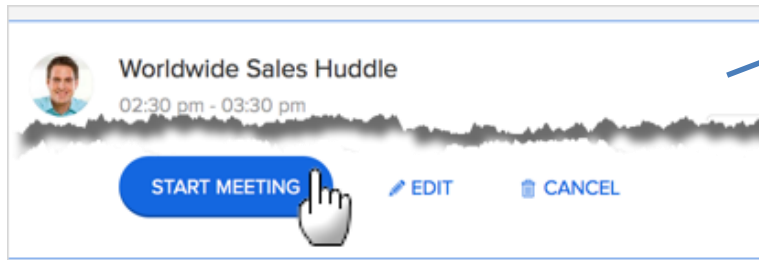 Worldwide Sales Huddle
02:30 pm - 03:30 pm
START MEETING
EDIT
CANCEL